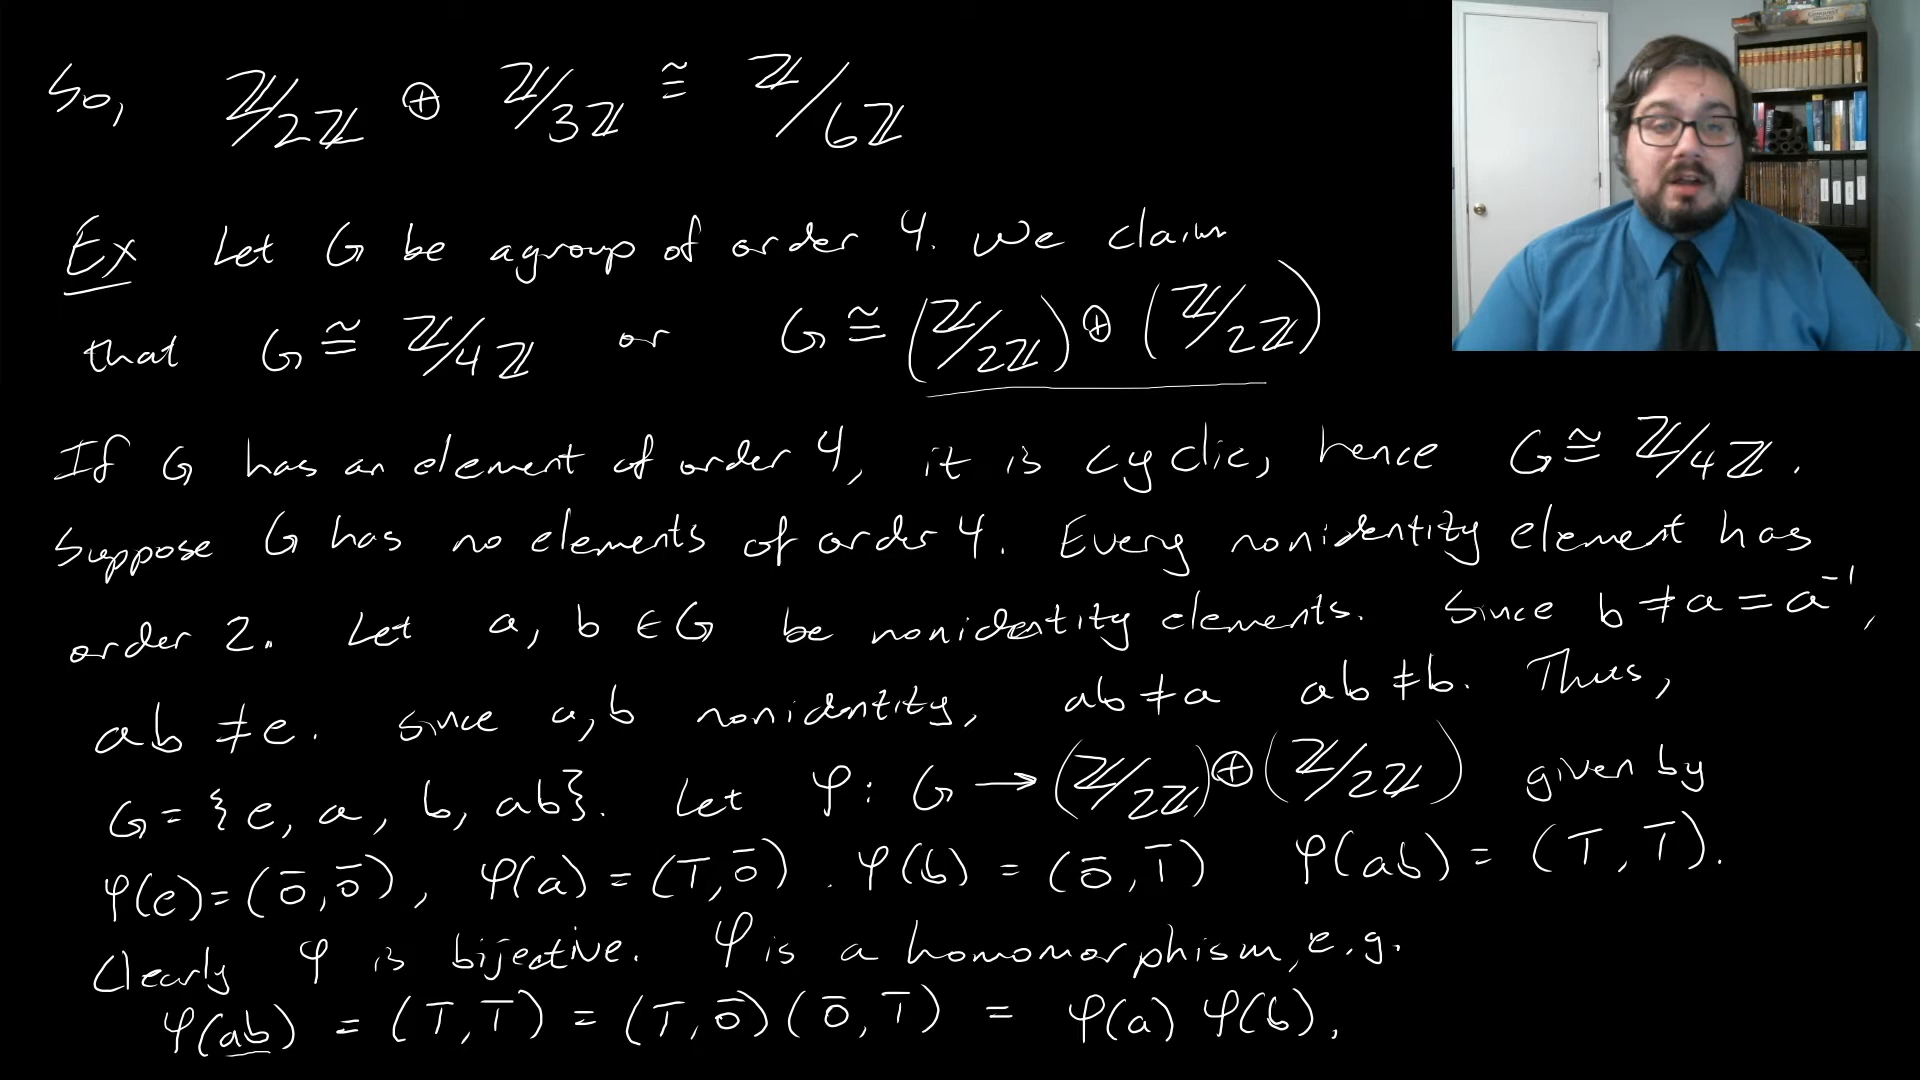 So, ℤ/2ℤ ⊕ ℤ/3ℤ ≅ ℤ/6ℤ
Ex Let G be a group of order 4. We claim
that G ≅ ℤ/4ℤ or G ≅ (ℤ/2ℤ) ⊕ (ℤ/2ℤ)
If G has an element of order 4, it is cyclic, hence G ≅ ℤ/4ℤ.
Suppose G has no elements of order 4. Every nonidentity element has
order 2. Let a, b ∈ G be nonidentity elements. Since b ≠ a = a⁻¹,
ab ≠ e. Since a, b nonidentity, ab ≠ a ab ≠ b. Thus,
G = {e, a, b, ab}. Let φ: G → (ℤ/2ℤ) ⊕ (ℤ/2ℤ) given by
φ(e) = (0̅, 0̅), φ(a) = (1̅, 0̅). φ(b) = (0̅, 1̅) φ(ab) = (1̅, 1̅).
Clearly φ is bijective. φ is a homomorphism, e.g.
φ(ab) = (1̅, 1̅) = (1̅, 0̅)(0̅, 1̅) = φ(a) φ(b),